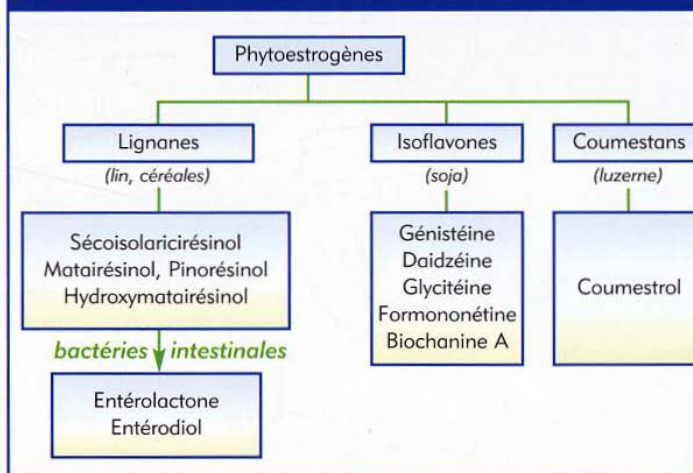 Phytoestrogènes
Lignanes
(lin, céréales)
Isoflavones
(soja)
Coumestans
(luzerne)
Sécoisolaricirésinol
Matairésinol, Pinorésinol
Hydroxymatairésinol
Génistéine
Daidzéine
Glycitéine
Formononétine
Biochanine A
Coumestrol
bactéries intestinales
Entérolactone
Entérodiol